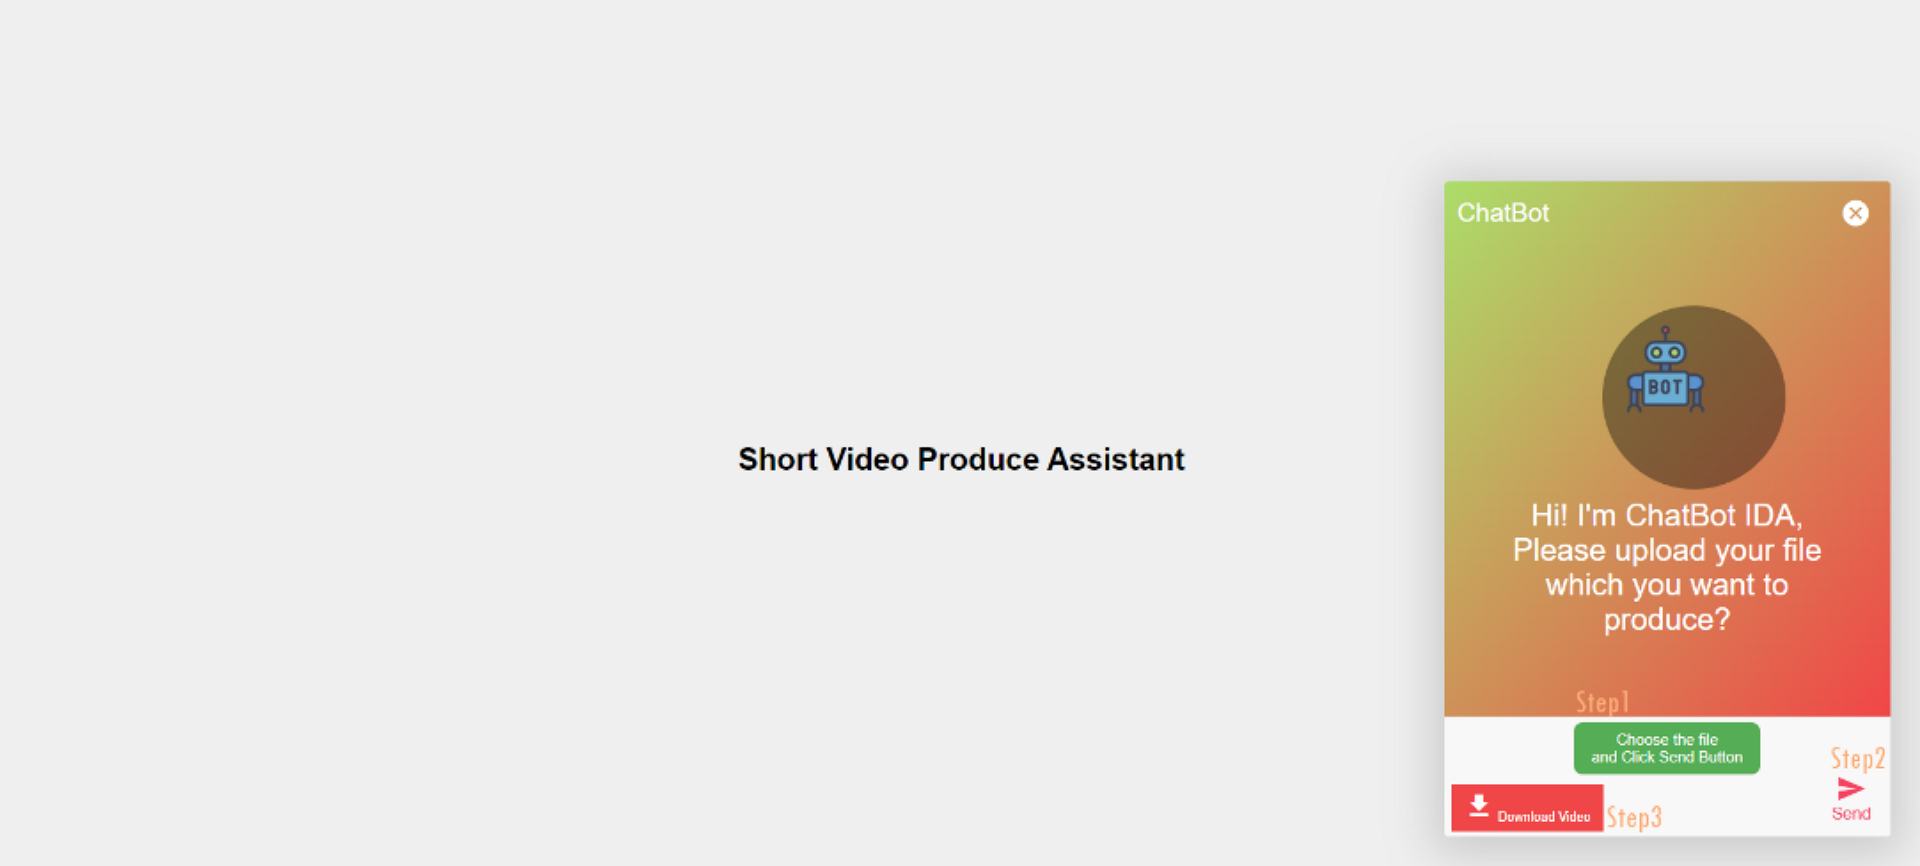 Short Video Produce Assistant
ChatBot
BOT
Hi! I'm ChatBot IDA,
Please upload your file
which you want to
produce?
Step1
Choose the file
and Click Send Button
Step2
Send
Download Video
Step3